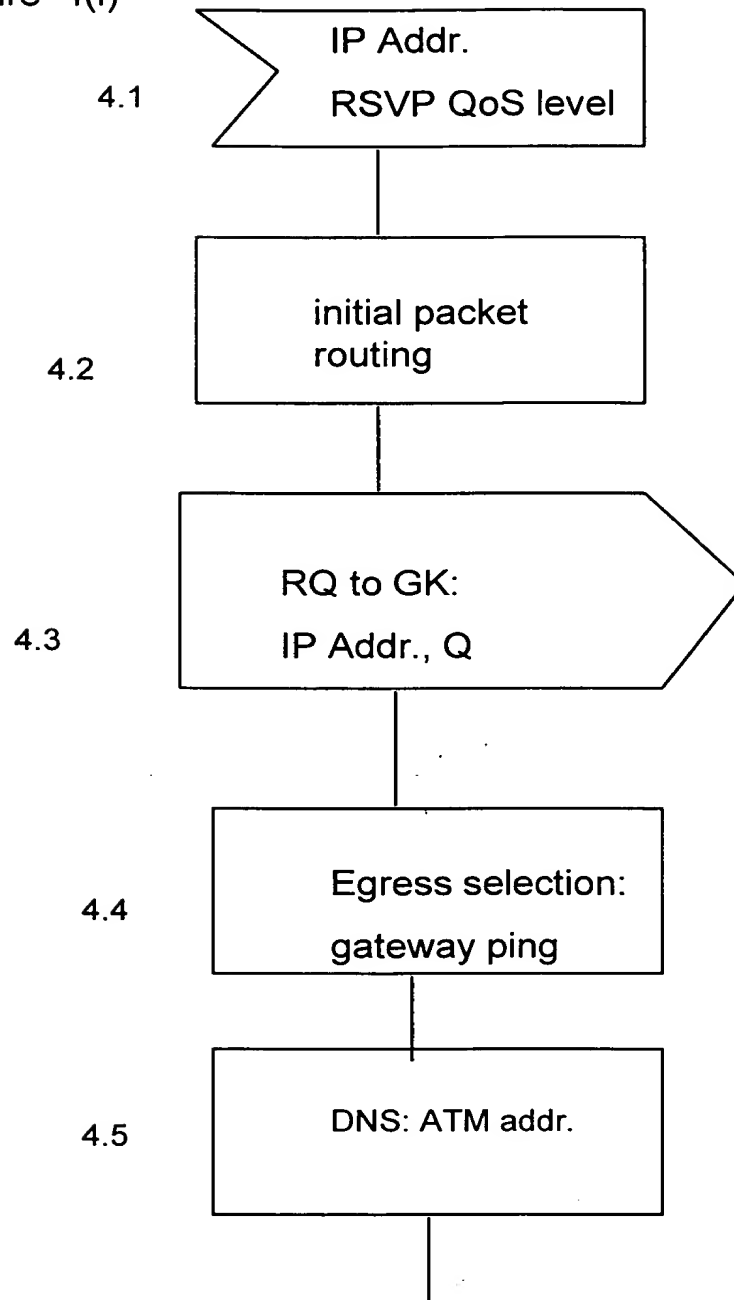 4.1
IP Addr.
RSVP QoS level
4.2
initial packet
routing
4.3
RQ to GK:
IP Addr., Q
4.4
Egress selection:
gateway ping
4.5
DNS: ATM addr.